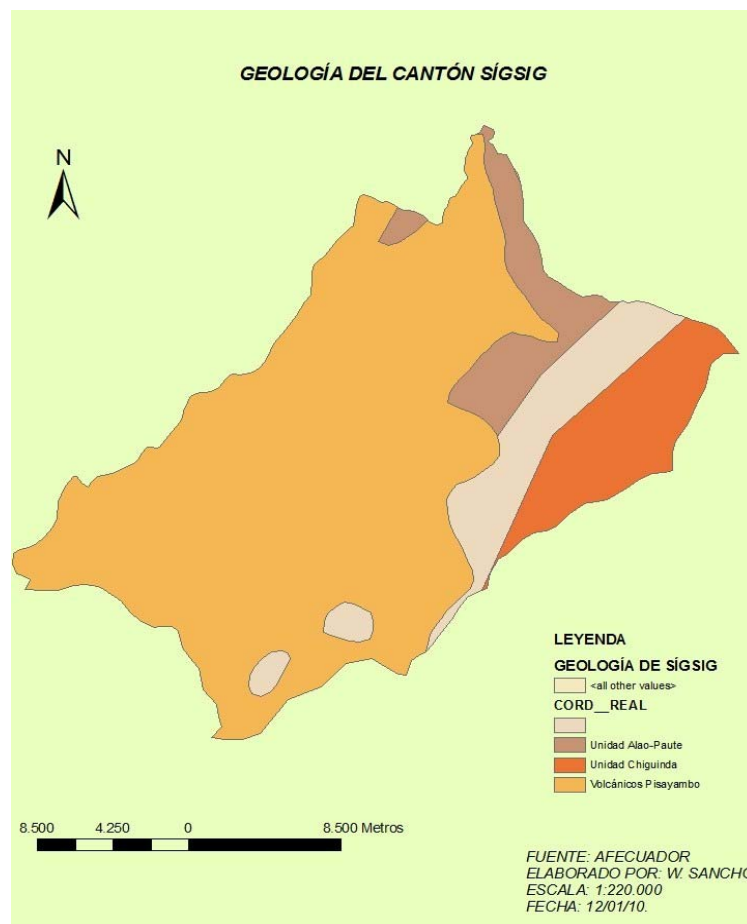 GEOLOGÍA DEL CANTÓN SÍGSIG
N
LEYENDA
GEOLOGÍA DE SÍGSIG
<all other values>
CORD__REAL
Unidad Alao-Paute
Unidad Chiguinda
Volcánicos Pisayambo
8.500 4.250 0 8.500 Metros
FUENTE: AFECUADOR
ELABORADO POR: W. SANCHO
ESCALA: 1:220.000
FECHA: 12/01/10.